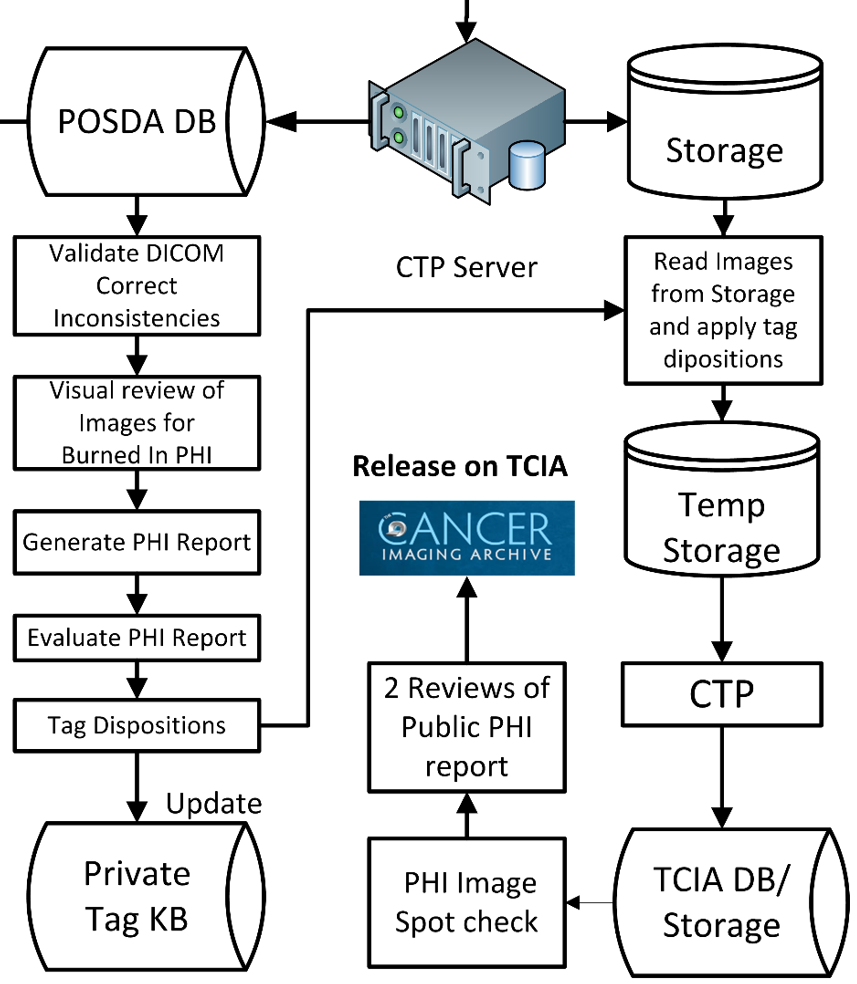 POSDA DB
Storage
CTP Server
Validate DICOM
Correct
Inconsistencies
Visual review of
Images for
Burned In PHI
Generate PHI Report
Evaluate PHI Report
Tag Dispositions
Update
Private
Tag KB
Read Images
from Storage
and apply tag
dipositions
Temp
Storage
CTP
TCIA DB/
Storage
PHI Image
Spot check
2 Reviews of
Public PHI
report
Release on TCIA
THE
CANCER
IMAGING ARCHIVE